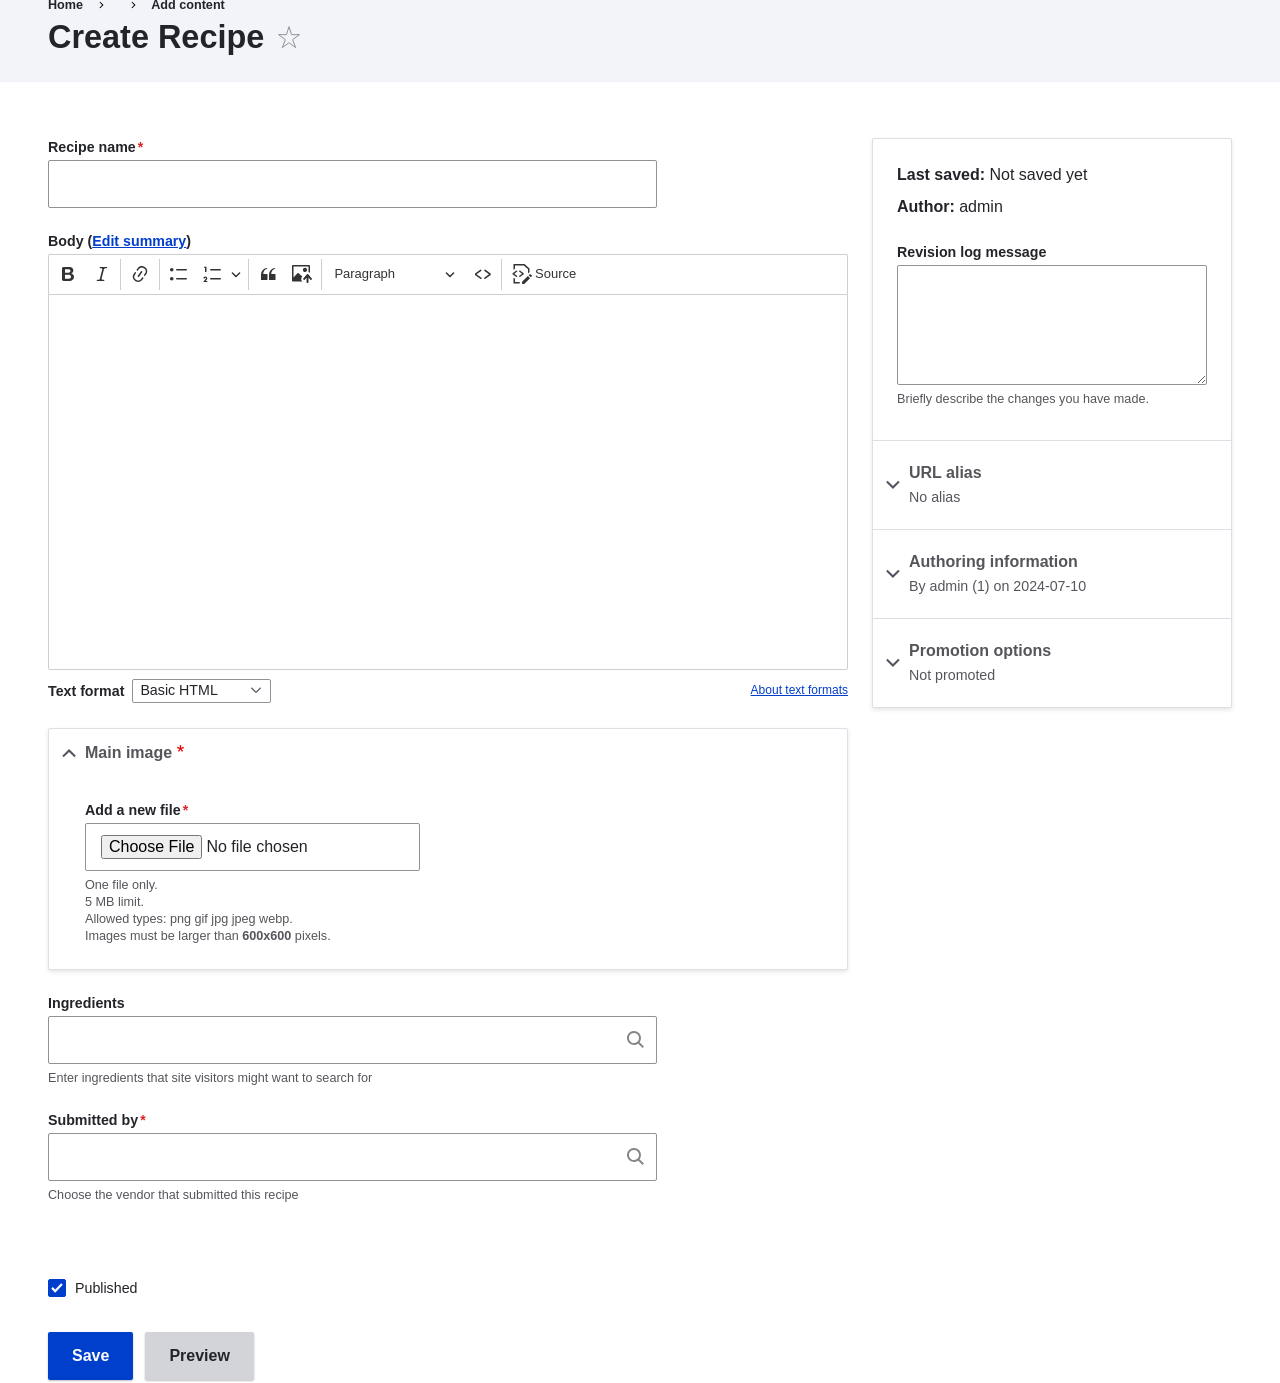 Home > > Add content
Create Recipe ☆
Recipe name*
Body (Edit summary)
B I Paragraph Source
Text format Basic HTML About text formats
Main image *
Add a new file*
Choose File No file chosen
One file only.
5 MB limit.
Allowed types: png gif jpg jpeg webp.
Images must be larger than 600x600 pixels.
Ingredients
Enter ingredients that site visitors might want to search for
Submitted by*
Choose the vendor that submitted this recipe
Published
Save Preview
Last saved: Not saved yet
Author: admin
Revision log message
Briefly describe the changes you have made.
URL alias
No alias
Authoring information
By admin (1) on 2024-07-10
Promotion options
Not promoted